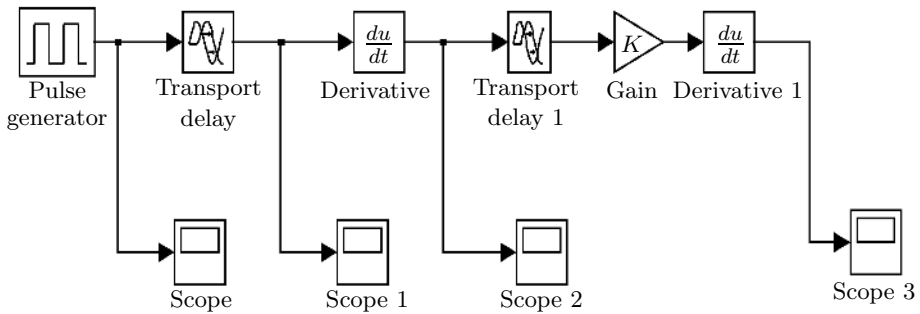 du
dt
du
dt
K
Pulse
generator
Transport
delay
Derivative
Transport
delay 1
Gain
Derivative 1
Scope
Scope 1
Scope 2
Scope 3